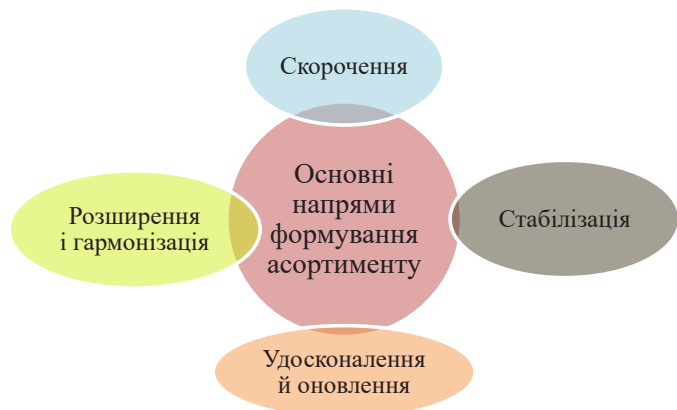 Скорочення
Основні
напрями
формування
асортименту
Розширення
і гармонізація
Стабілізація
Удосконалення
й оновлення